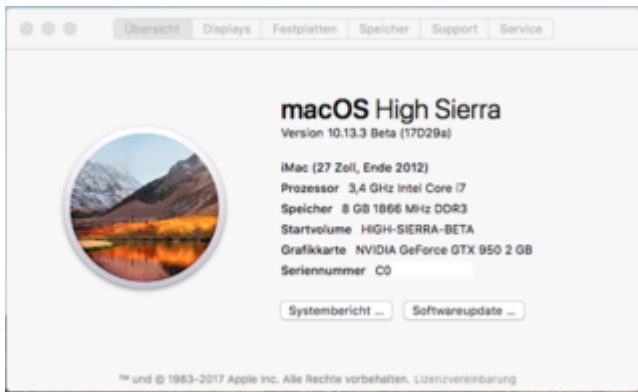 Übersicht Displays Festplatten Speicher Support Service
macOS High Sierra
Version 10.13.3 Beta (17D29a)
iMac (27 Zoll, Ende 2012)
Prozessor 3,4 GHz Intel Core i7
Speicher 8 GB 1866 MHz DDR3
Startvolume HIGH-SIERRA-BETA
Grafikkarte NVIDIA GeForce GTX 950 2 GB
Seriennummer C0
Systembericht ... Softwareupdate ...
™ und © 1983-2017 Apple Inc. Alle Rechte vorbehalten. Lizenzvereinbarung